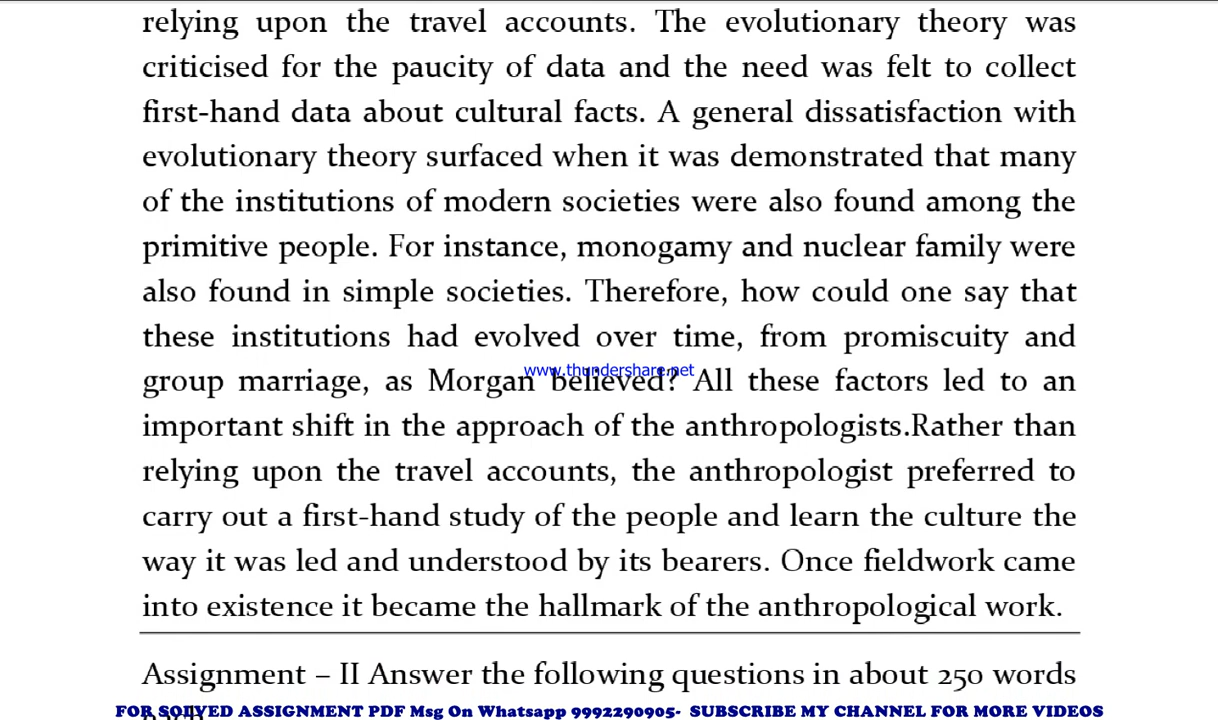 relying upon the travel accounts. The evolutionary theory was
criticised for the paucity of data and the need was felt to collect
first-hand data about cultural facts. A general dissatisfaction with
evolutionary theory surfaced when it was demonstrated that many
of the institutions of modern societies were also found among the
primitive people. For instance, monogamy and nuclear family were
also found in simple societies. Therefore, how could one say that
these institutions had evolved over time, from promiscuity and
www.thundershare.net
group marriage, as Morgan believed? All these factors led to an
important shift in the approach of the anthropologists.Rather than
relying upon the travel accounts, the anthropologist preferred to
carry out a first-hand study of the people and learn the culture the
way it was led and understood by its bearers. Once fieldwork came
into existence it became the hallmark of the anthropological work.
Assignment – II Answer the following questions in about 250 words
FOR SOLVED ASSIGNMENT PDF Msg On Whatsapp 9992290905- SUBSCRIBE MY CHANNEL FOR MORE VIDEOS